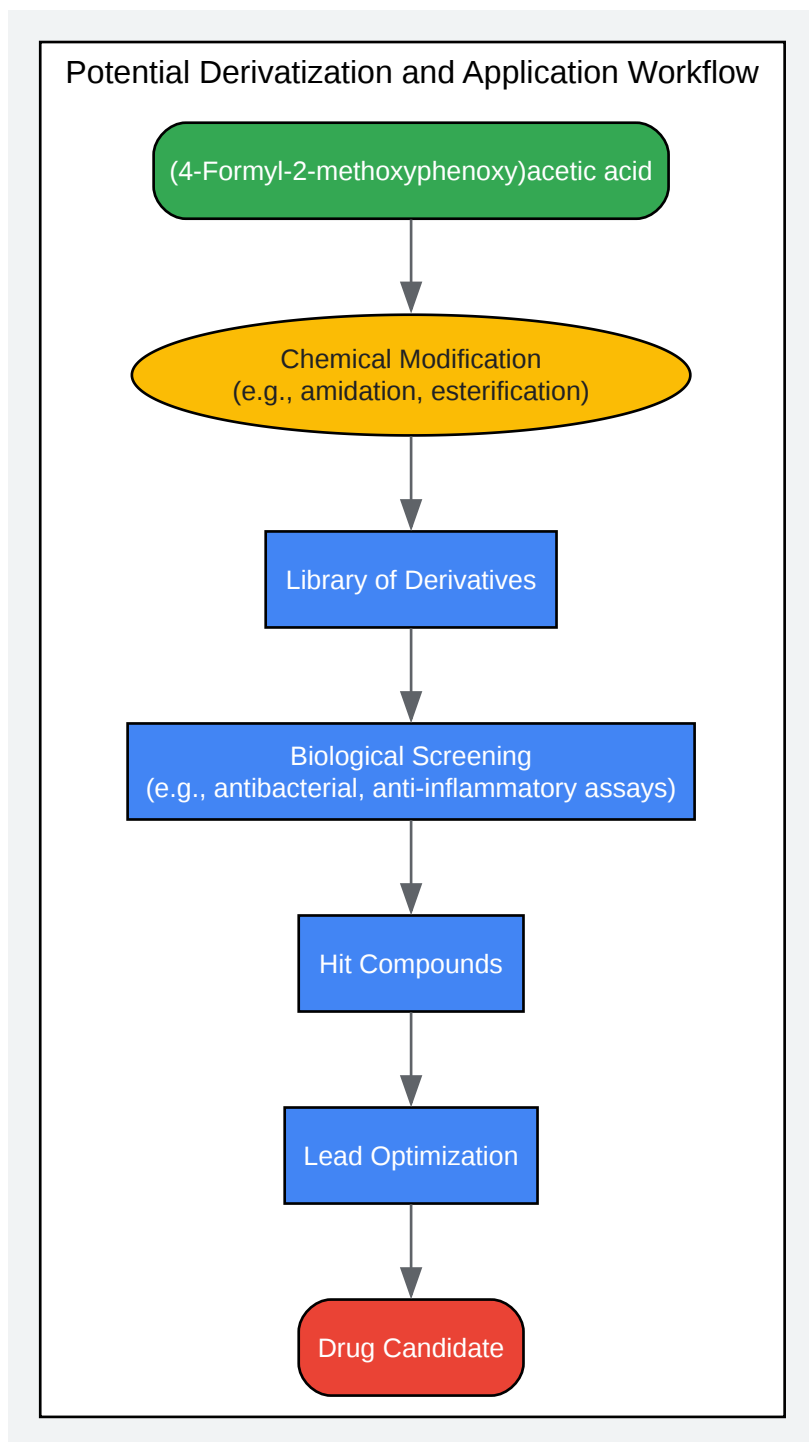 Potential Derivatization and Application Workflow
(4-Formyl-2-methoxyphenoxy)acetic acid
Chemical Modification
(e.g., amidation, esterification)
Library of Derivatives
Biological Screening
(e.g., antibacterial, anti-inflammatory assays)
Hit Compounds
Lead Optimization
Drug Candidate